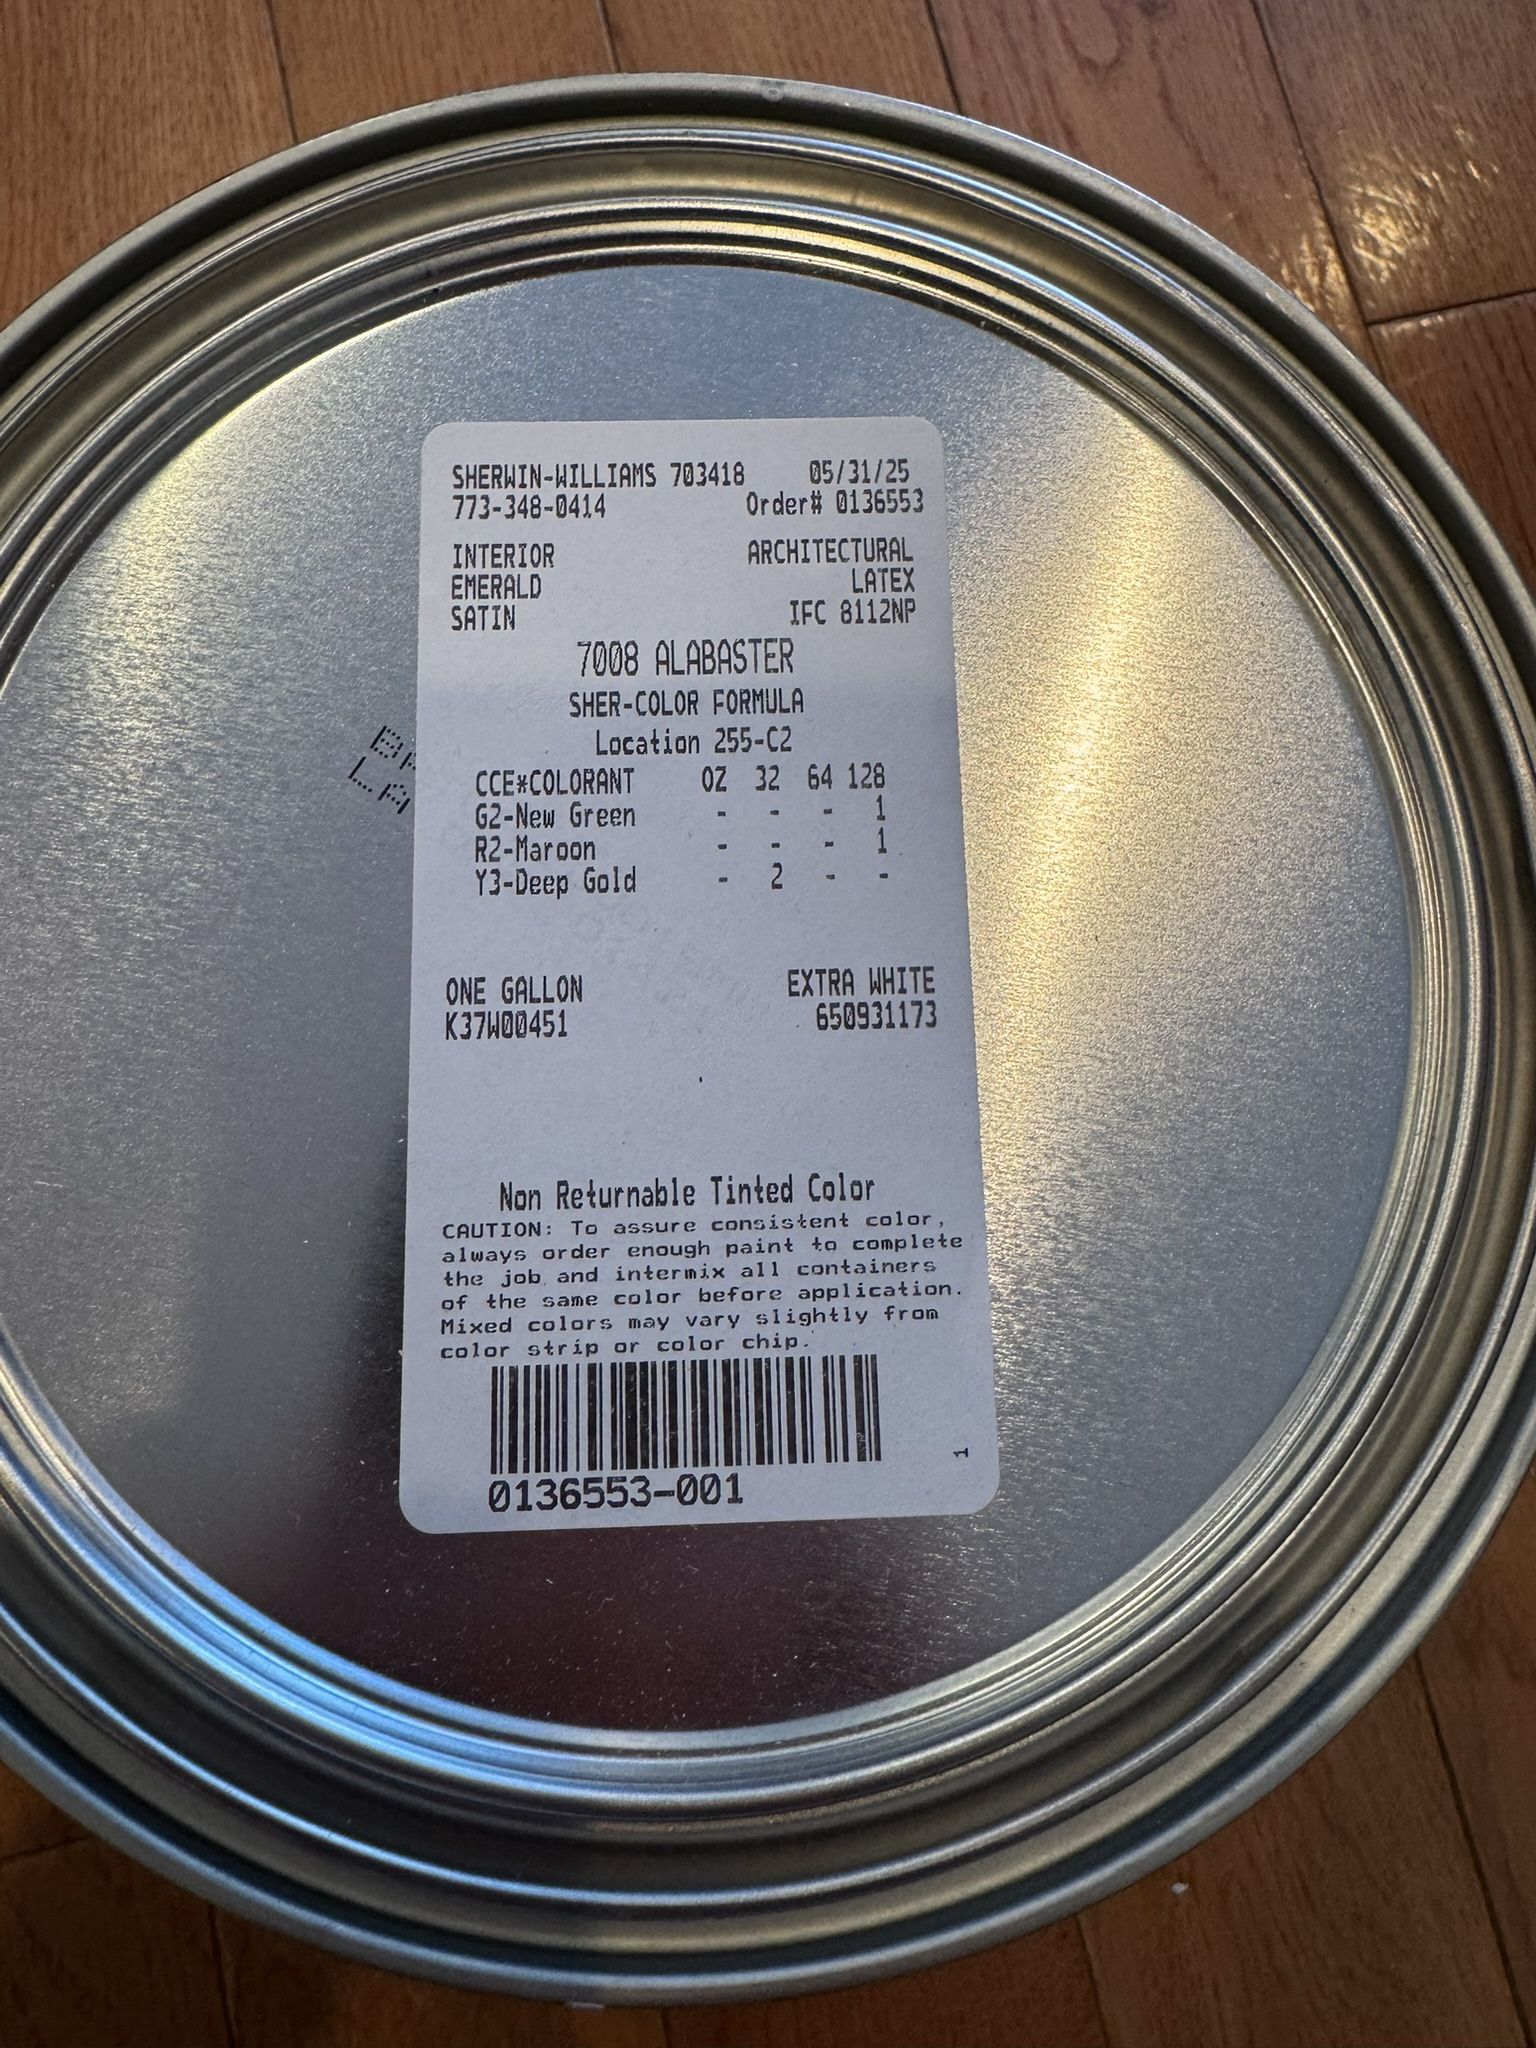 SHERWIN-WILLIAMS 703418 05/31/25
773-348-0414 Order# 0136553
INTERIOR ARCHITECTURAL
EMERALD LATEX
SATIN IFC 8112NP
7008 ALABASTER
SHER-COLOR FORMULA
Location 255-C2
CCE*COLORANT OZ 32 64 128
G2-New Green - - - 1
R2-Maroon - - - 1
Y3-Deep Gold - 2 - -
ONE GALLON EXTRA WHITE
K37W00451 650931173
Non Returnable Tinted Color
CAUTION: To assure consistent color,
always order enough paint to complete
the job and intermix all containers
of the same color before application.
Mixed colors may vary slightly from
color strip or color chip.
0136553-001
1